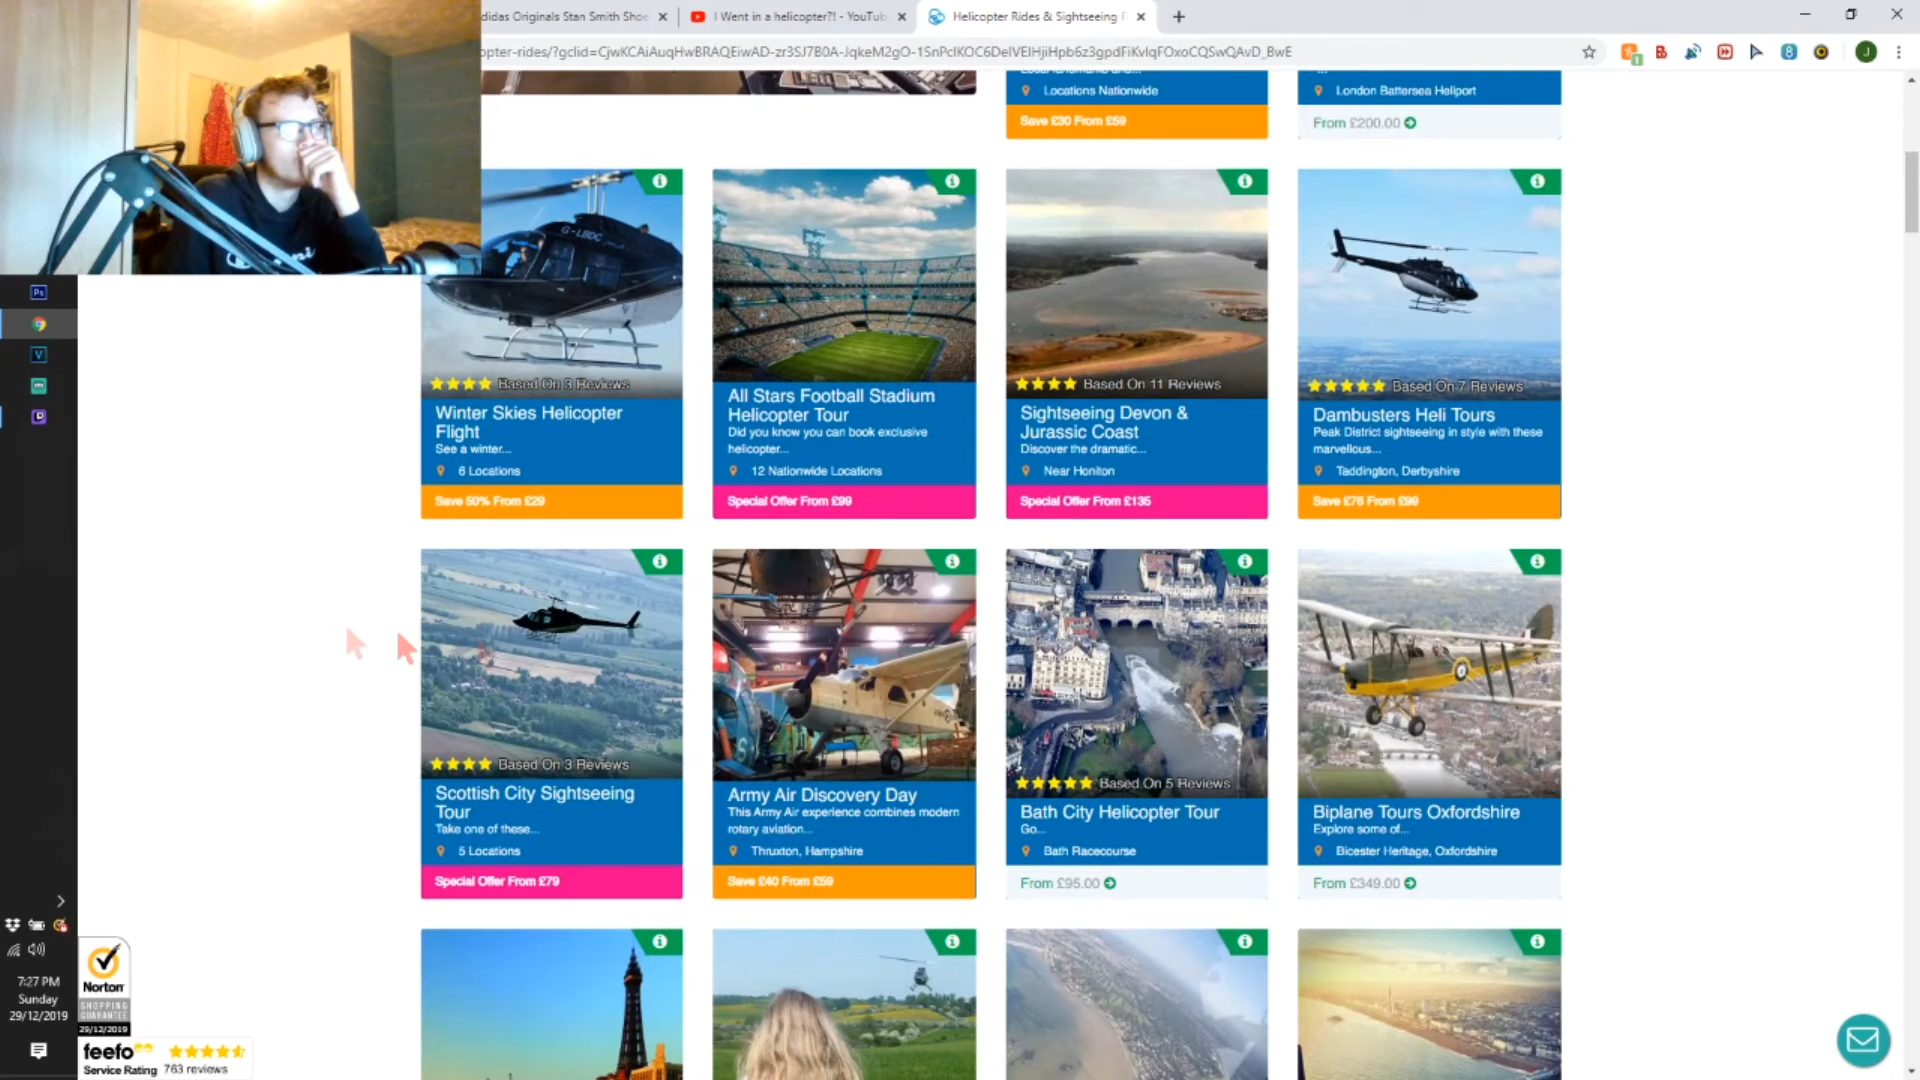 didas Originals Stan Smith Shoe
I Went in a helicopter?! - YouTub
Helicopter Rides & Sightseeing F
Locations Nationwide
Save £30 From £59
London Battersea Heliport
From £200.00
G-LBDC
Based On 3 Reviews
Winter Skies Helicopter
Flight
See a winter...
6 Locations
Save 50% From £29
All Stars Football Stadium
Helicopter Tour
Did you know you can book exclusive
helicopter...
12 Nationwide Locations
Special Offer From £99
Based On 11 Reviews
Sightseeing Devon &
Jurassic Coast
Discover the dramatic...
Near Honiton
Special Offer From £135
Based On 7 Reviews
Dambusters Heli Tours
Peak District sightseeing in style with these
marvellous...
Taddington, Derbyshire
Save £76 From £99
Based On 3 Reviews
Scottish City Sightseeing
Tour
Take one of these...
5 Locations
Special Offer From £79
Army Air Discovery Day
This Army Air experience combines modern
rotary aviation...
Thruxton, Hampshire
Save £40 From £59
Based On 5 Reviews
Bath City Helicopter Tour
Go...
Bath Racecourse
From £95.00
Biplane Tours Oxfordshire
Explore some of...
Bicester Heritage, Oxfordshire
From £349.00
7:27 PM
Sunday
29/12/2019
Norton
SHOPPING
GUARANTEE
29/12/2019
feefo
Service Rating 763 reviews